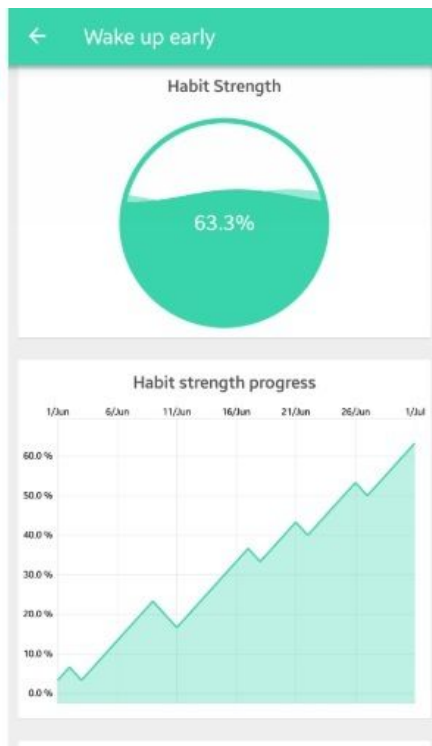 Wake up early
Habit Strength
63.3%
Habit strength progress
1/Jun 6/Jun 11/Jun 16/Jun 21/Jun 26/Jun 1/Jul
60.0 %
50.0 %
40.0 %
30.0 %
20.0 %
10.0 %
0.0 %